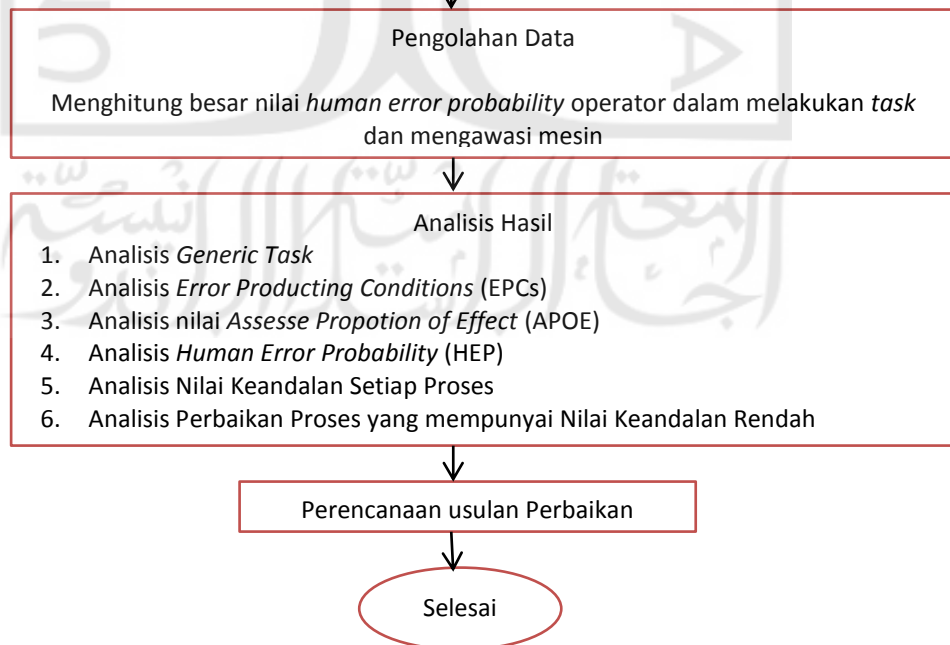 Pengolahan Data
Menghitung besar nilai human error probability operator dalam melakukan task
dan mengawasi mesin
Analisis Hasil
1. Analisis Generic Task
2. Analisis Error Producting Conditions (EPCs)
3. Analisis nilai Assesse Propotion of Effect (APOE)
4. Analisis Human Error Probability (HEP)
5. Analisis Nilai Keandalan Setiap Proses
6. Analisis Perbaikan Proses yang mempunyai Nilai Keandalan Rendah
Perencanaan usulan Perbaikan
Selesai